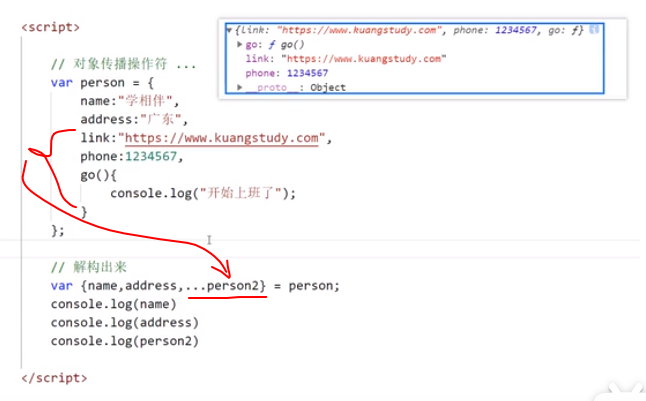 <script>
// 对象传播操作符 ...
var person = {
name:"学相伴",
address:"广东",
link:"https://www.kuangstudy.com",
phone:1234567,
go(){
console.log("开始上班了");
}
};
// 解构出来
var {name,address,...person2} = person;
console.log(name)
console.log(address)
console.log(person2)
</script>
{link: "https://www.kuangstudy.com", phone: 1234567, go: ƒ}
go: ƒ go()
link: "https://www.kuangstudy.com"
phone: 1234567
__proto__: Object